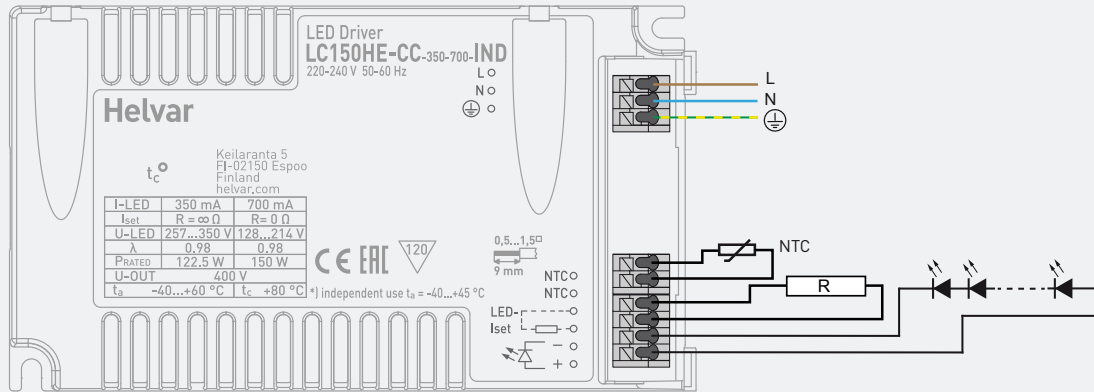 LED Driver
LC150HE-CC-350-700-IND
220-240 V 50-60 Hz
L
N
Helvar
Keilaranta 5
FI-02150 Espoo
Finland
helvar.com
tc
I-LED 350 mA 700 mA
Iset R = ∞ Ω R= 0 Ω
U-LED 257...350 V 128...214 V
λ 0.98 0.98
PRATED 122.5 W 150 W
U-OUT 400 V
ta -40...+60 °C tc +80 °C
*) independent use ta = -40...+45 °C
CE EAC 120
0,5...1,5
9 mm
NTC
NTC
LED-
Iset
−
+
L
N
NTC
R